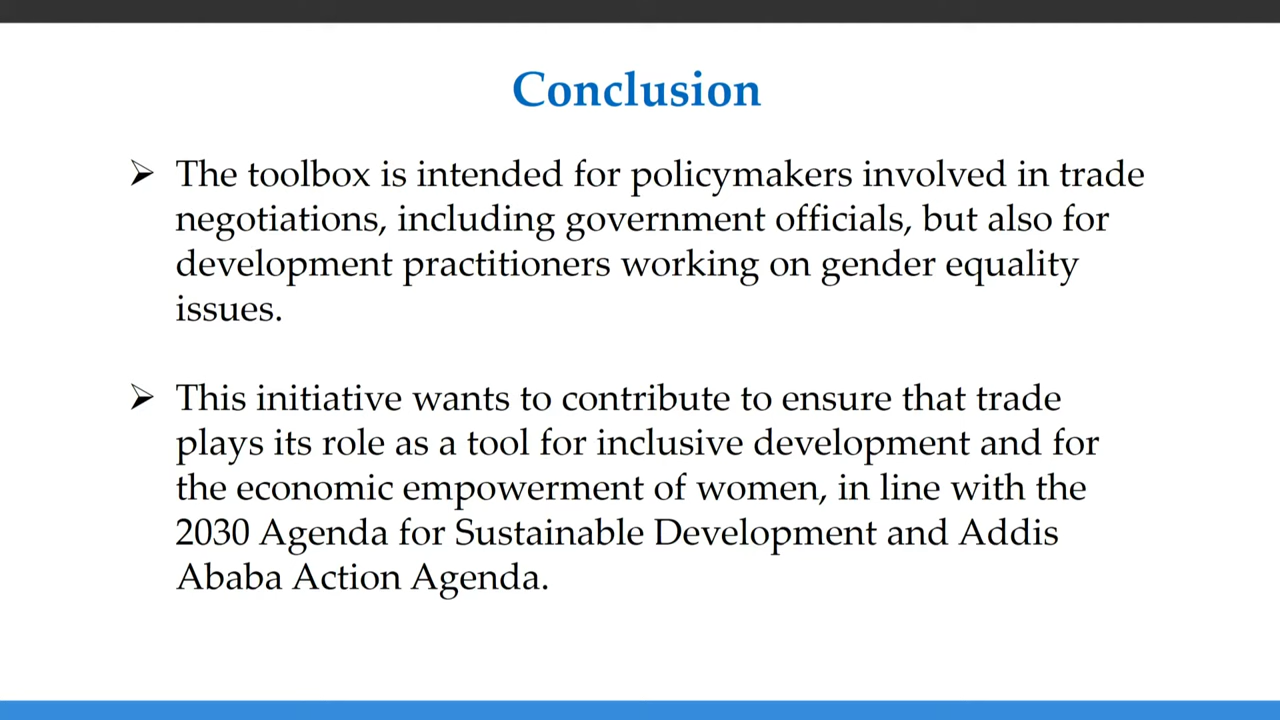 Conclusion
➢ The toolbox is intended for policymakers involved in trade
negotiations, including government officials, but also for
development practitioners working on gender equality
issues.
➢ This initiative wants to contribute to ensure that trade
plays its role as a tool for inclusive development and for
the economic empowerment of women, in line with the
2030 Agenda for Sustainable Development and Addis
Ababa Action Agenda.